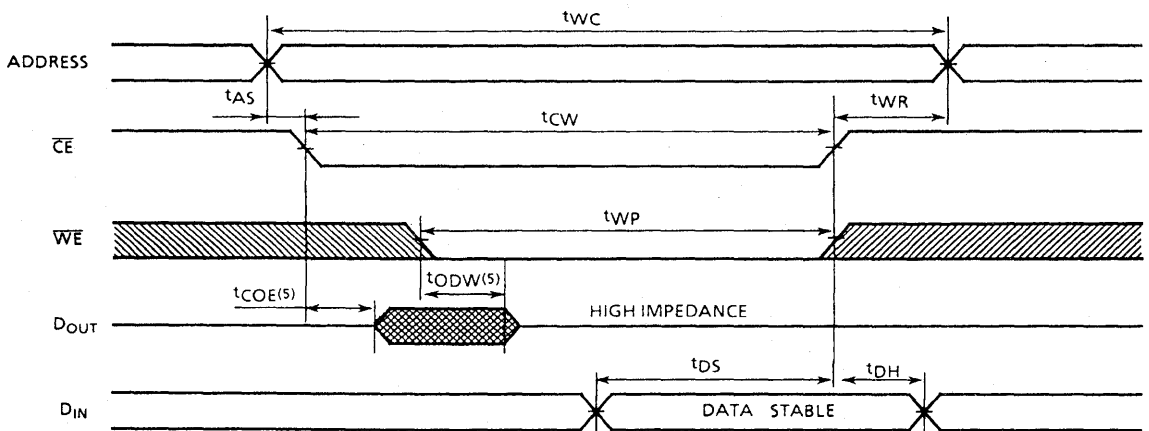 tWC
ADDRESS
tAS
tWR
CE
tCW
WE
tWP
tODW(5)
tCOE(5)
DOUT
HIGH IMPEDANCE
tDS
tDH
DIN
DATA STABLE